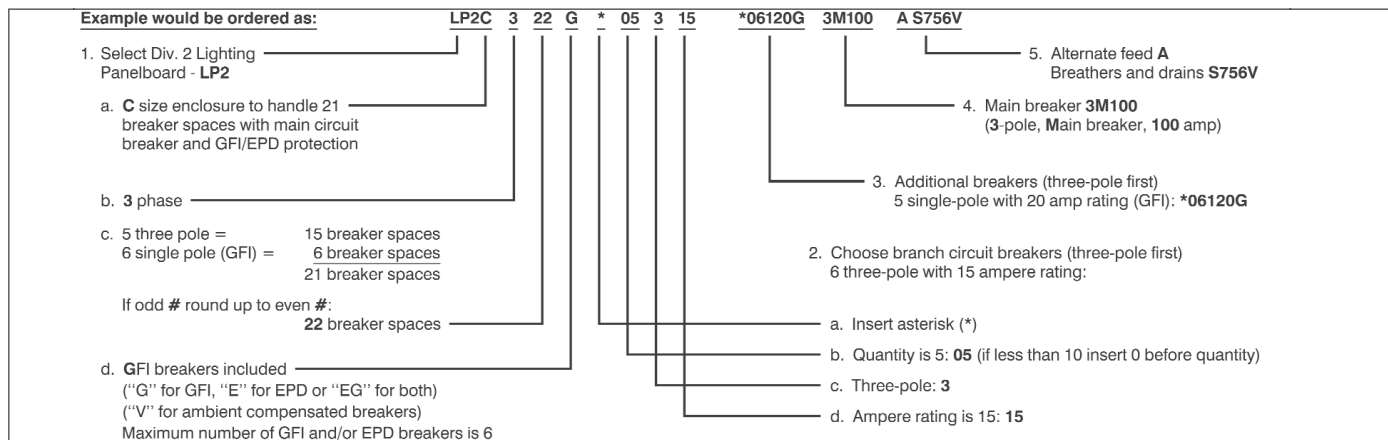 Example would be ordered as: LP2C 3 22 G * 05 3 15 *06120G 3M100 A S756V
1. Select Div. 2 Lighting
Panelboard - LP2
a. C size enclosure to handle 21
breaker spaces with main circuit
breaker and GFI/EPD protection
b. 3 phase
c. 5 three pole = 15 breaker spaces
6 single pole (GFI) = 6 breaker spaces
21 breaker spaces
If odd # round up to even #:
22 breaker spaces
d. GFI breakers included
("G" for GFI, "E" for EPD or "EG" for both)
("V" for ambient compensated breakers)
Maximum number of GFI and/or EPD breakers is 6
5. Alternate feed A
Breathers and drains S756V
4. Main breaker 3M100
(3-pole, Main breaker, 100 amp)
3. Additional breakers (three-pole first)
5 single-pole with 20 amp rating (GFI): *06120G
2. Choose branch circuit breakers (three-pole first)
6 three-pole with 15 ampere rating:
a. Insert asterisk (*)
b. Quantity is 5: 05 (if less than 10 insert 0 before quantity)
c. Three-pole: 3
d. Ampere rating is 15: 15